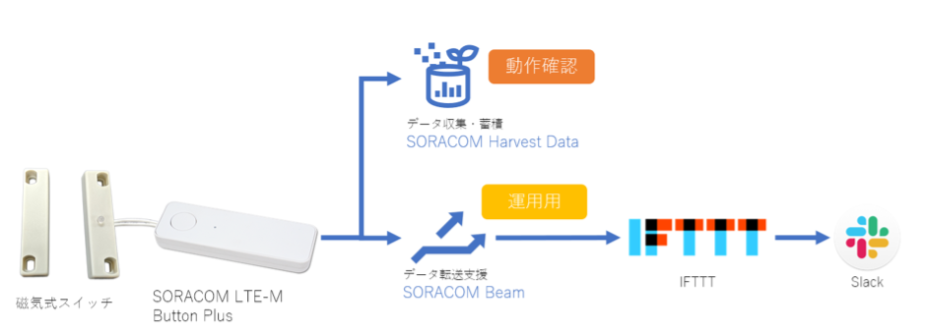 動作確認
データ収集・蓄積
SORACOM Harvest Data
運用用
IFTTT
データ転送支援
SORACOM Beam
IFTTT
Slack
磁気式スイッチ
SORACOM LTE-M
Button Plus